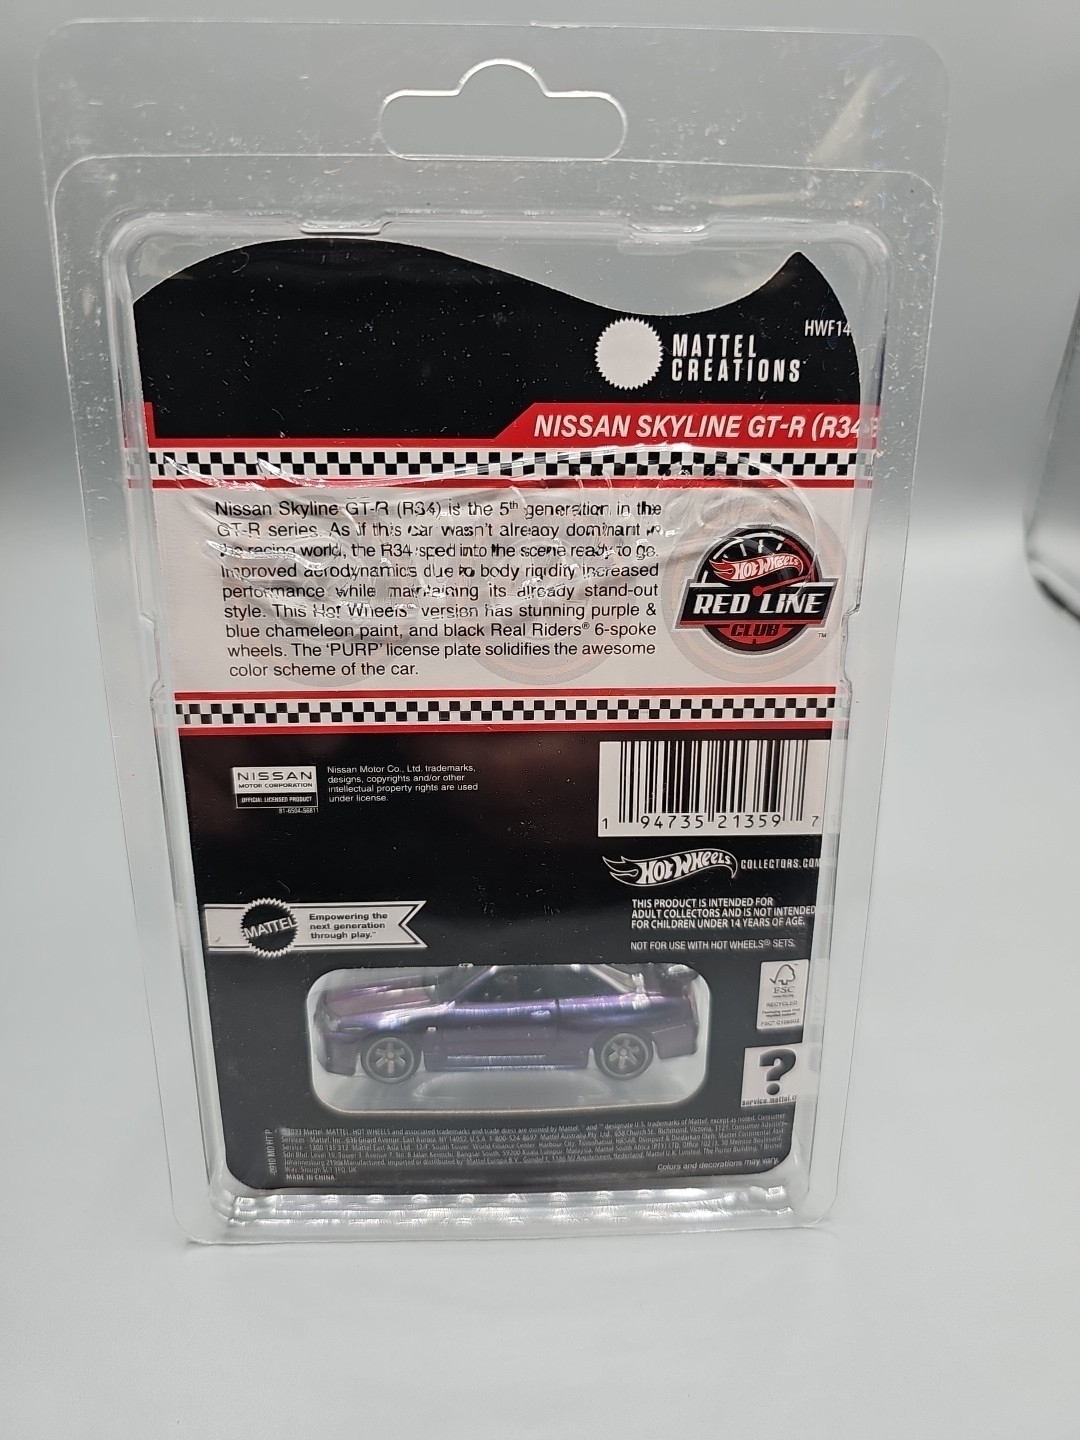 HWF14
MATTEL
CREATIONS
NISSAN SKYLINE GT-R (R34
Nissan Skyline GT-R (R34) is the 5th generation in the
GT-R series. As if this car wasn't already dominant in
the racing world, the R34 sped into the scene ready to go.
Improved aerodynamics due to body rigidity increased
performance while maintaining its already stand-out
style. This Hot Wheels™ version has stunning purple &
blue chameleon paint, and black Real Riders® 6-spoke
wheels. The 'PURP' license plate solidifies the awesome
color scheme of the car.
HOT WHEELS
RED LINE
CLUB™
NISSAN
MOTOR CORPORATION
OFFICIAL LICENSED PRODUCT
Nissan Motor Co., Ltd. trademarks,
designs, copyrights and/or other
intellectual property rights are used
under license.
1 94735 21359 7
HOT WHEELS COLLECTORS.COM
THIS PRODUCT IS INTENDED FOR
ADULT COLLECTORS AND IS NOT INTENDED
FOR CHILDREN UNDER 14 YEARS OF AGE.
NOT FOR USE WITH HOT WHEELS® SETS.
MATTEL
Empowering the
next generation
through play.™
FSC
RECYCLED
?
service.mattel.
Colors and decorations may vary.
MADE IN CHINA.